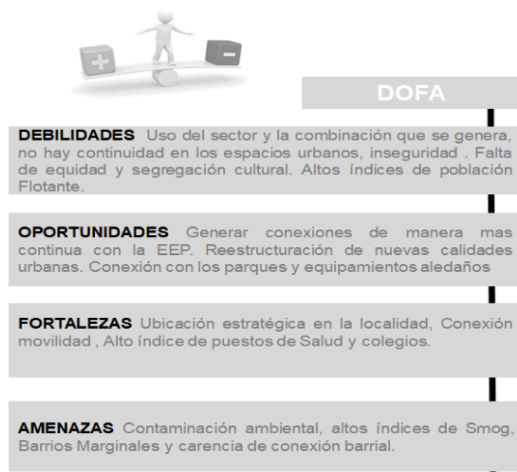 DOFA
DEBILIDADES Uso del sector y la combinación que se genera,
no hay continuidad en los espacios urbanos, inseguridad . Falta
de equidad y segregación cultural. Altos índices de población
Flotante.
OPORTUNIDADES Generar conexiones de manera mas
continua con la EEP. Reestructuración de nuevas calidades
urbanas. Conexión con los parques y equipamientos aledaños
FORTALEZAS Ubicación estratégica en la localidad, Conexión
movilidad , Alto índice de puestos de Salud y colegios.
AMENAZAS Contaminación ambiental, altos índices de Smog,
Barrios Marginales y carencia de conexión barrial.